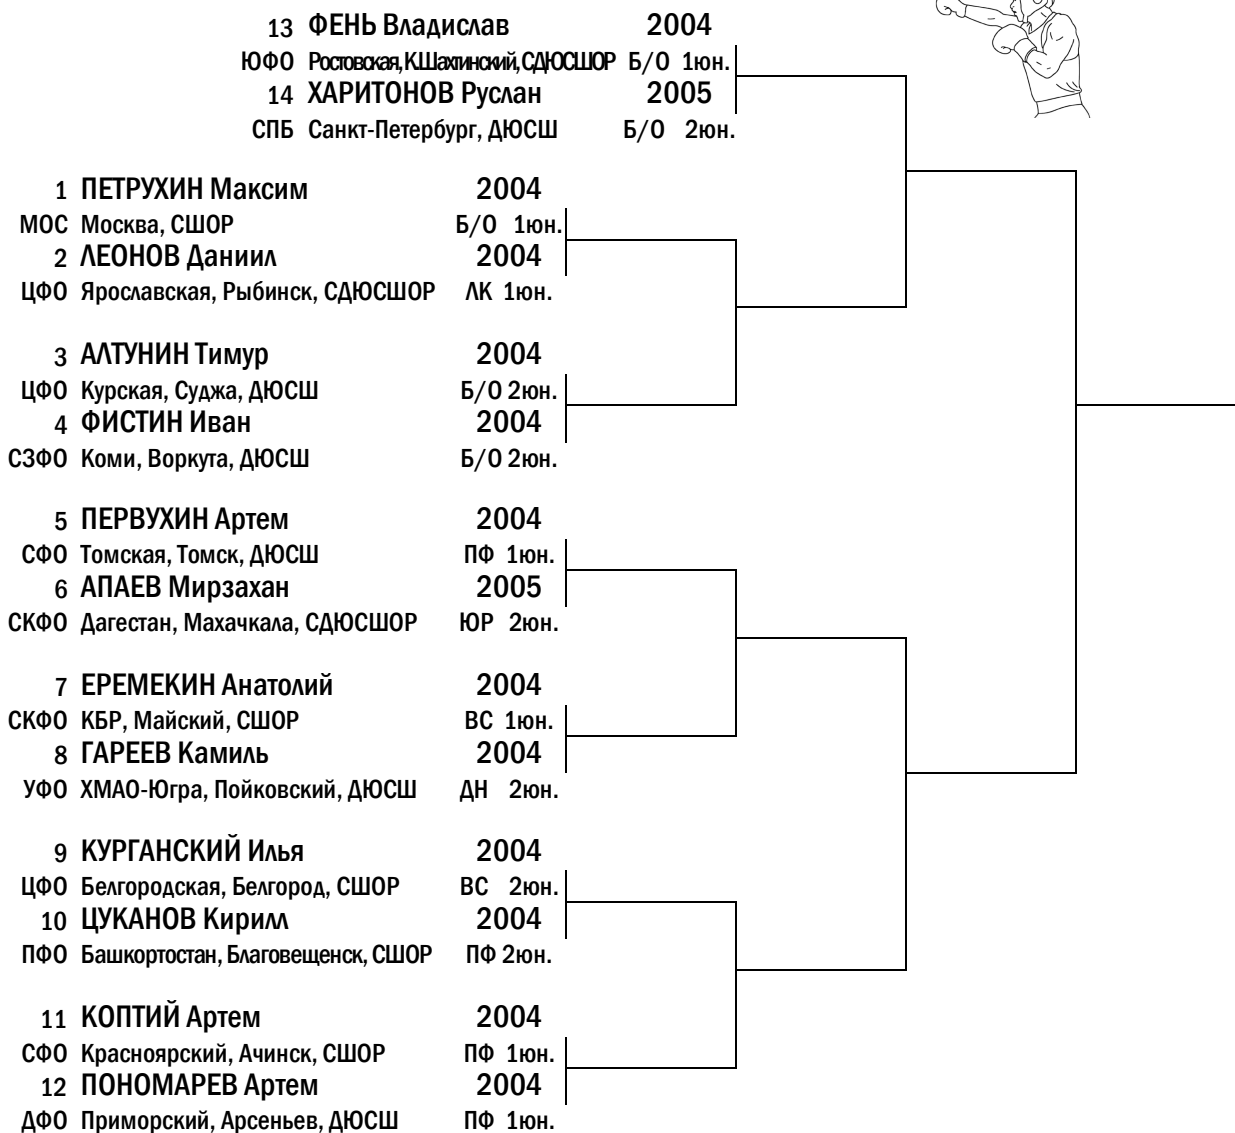 13 ФЕНЬ Владислав 2004
ЮФО Ростовская, К.Шахтинский, СДЮСШОР Б/О 1юн.
14 ХАРИТОНОВ Руслан 2005
СПБ Санкт-Петербург, ДЮСШ Б/О 2юн.
1 ПЕТРУХИН Максим 2004
МОС Москва, СШОР Б/О 1юн.
2 ЛЕОНОВ Даниил 2004
ЦФО Ярославская, Рыбинск, СДЮСШОР ЛК 1юн.
3 АЛТУНИН Тимур 2004
ЦФО Курская, Суджа, ДЮСШ Б/О 2юн.
4 ФИСТИН Иван 2004
СЗФО Коми, Воркута, ДЮСШ Б/О 2юн.
5 ПЕРВУХИН Артем 2004
СФО Томская, Томск, ДЮСШ ПФ 1юн.
6 АПАЕВ Мирзахан 2005
СКФО Дагестан, Махачкала, СДЮСШОР ЮР 2юн.
7 ЕРЕМЕКИН Анатолий 2004
СКФО КБР, Майский, СШОР ВС 1юн.
8 ГАРЕЕВ Камиль 2004
УФО ХМАО-Югра, Пойковский, ДЮСШ ДН 2юн.
9 КУРГАНСКИЙ Илья 2004
ЦФО Белгородская, Белгород, СШОР ВС 2юн.
10 ЦУКАНОВ Кирилл 2004
ПФО Башкортостан, Благовещенск, СШОР ПФ 2юн.
11 КОПТИЙ Артем 2004
СФО Красноярский, Ачинск, СШОР ПФ 1юн.
12 ПОНОМАРЕВ Артем 2004
ДФО Приморский, Арсеньев, ДЮСШ ПФ 1юн.